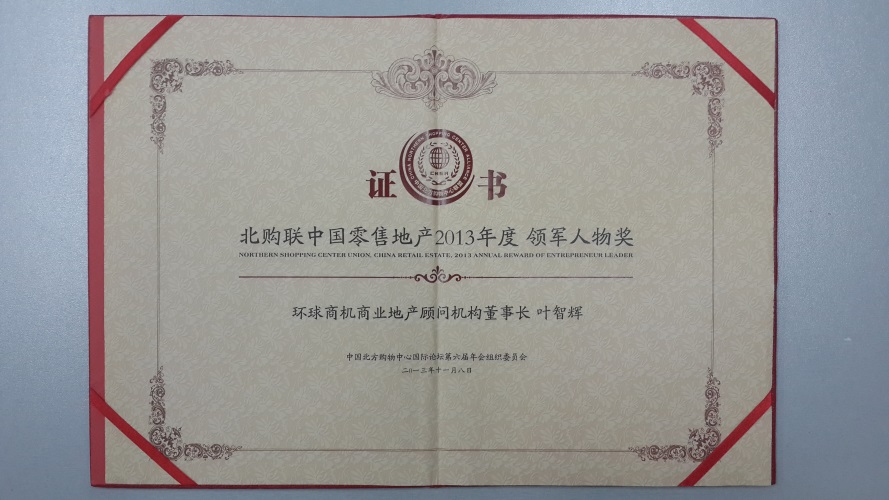 证 书
北购联中国零售地产2013年度 领军人物奖
NORTHERN SHOPPING CENTER UNION, CHINA RETAIL ESTATE, 2013 ANNUAL REWARD OF ENTREPRENEUR LEADER
环球商机商业地产顾问机构董事长 叶智辉
中国北方购物中心国际论坛第六届年会组织委员会
二〇一三年十一月八日